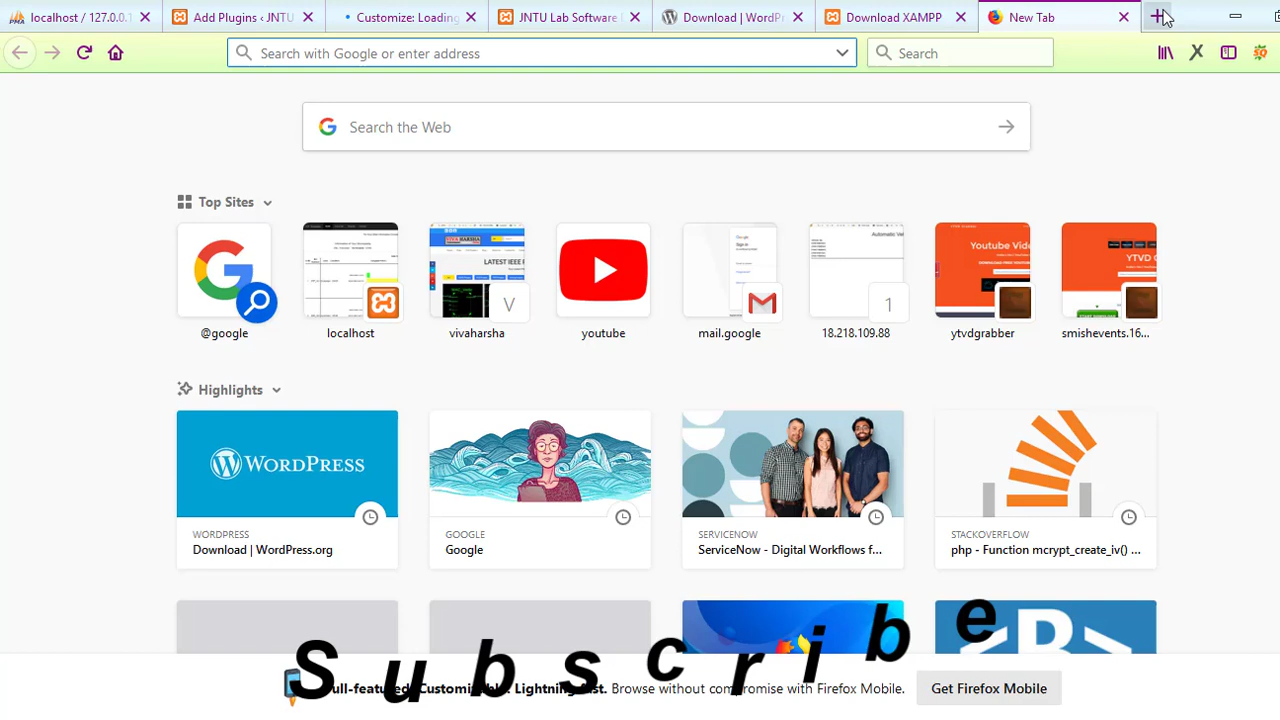 localhost / 127.0.0.1
Add Plugins ‹ JNTU
Customize: Loading
JNTU Lab Software
Download | WordPr
Download XAMPP
New Tab
Search with Google or enter address
Search
Search the Web
Top Sites
V
1
@google
localhost
vivaharsha
youtube
mail.google
18.218.109.88
ytvdgrabber
smishevents.16...
Highlights
WORDPRESS
WORDPRESS
Download | WordPress.org
GOOGLE
Google
SERVICENOW
ServiceNow - Digital Workflows f...
STACKOVERFLOW
php - Function mcrypt_create_iv() ...
Subscribe
Browse without compromise with Firefox Mobile.
Get Firefox Mobile